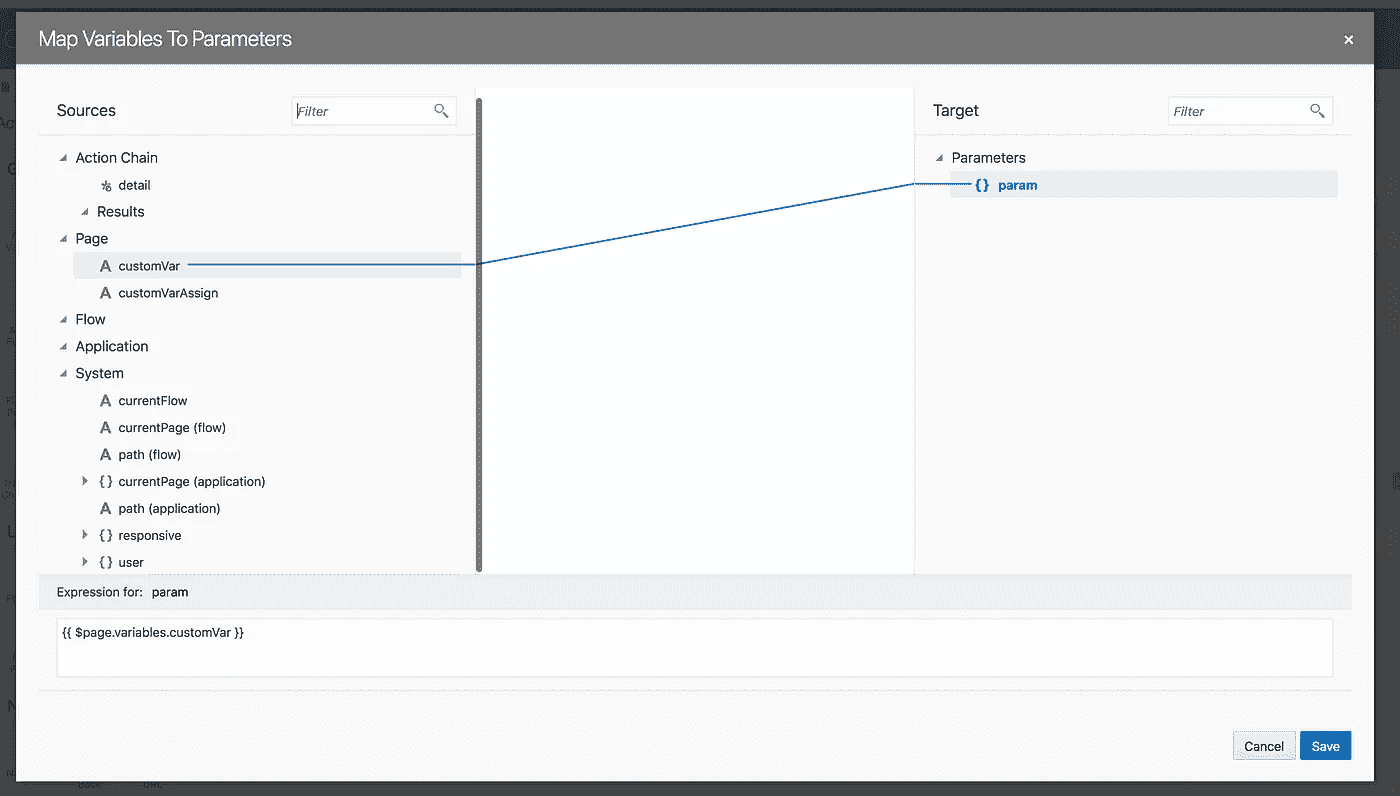 Map Variables To Parameters
Sources
Filter
Action Chain
detail
Results
Page
A customVar
A customVarAssign
Flow
Application
System
A currentFlow
A currentPage (flow)
A path (flow)
{} currentPage (application)
A path (application)
{} responsive
{} user
Target
Filter
Parameters
{} param
Expression for: param
{{ $page.variables.customVar }}
Cancel
Save